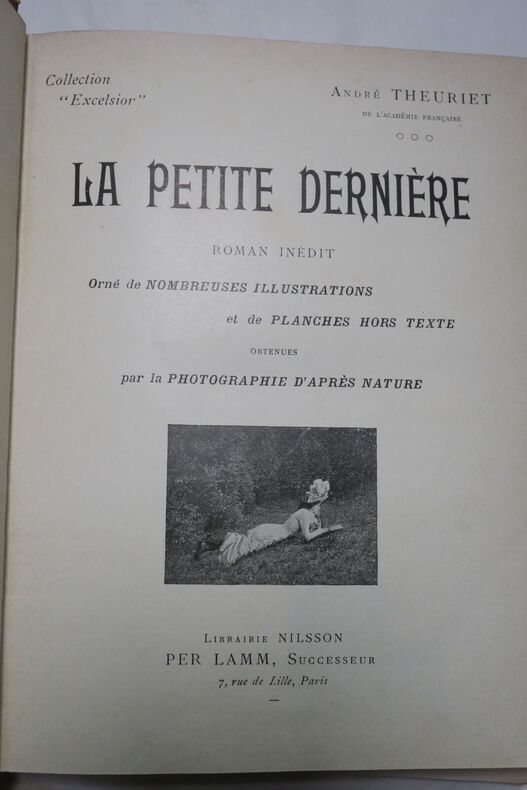 Collection
"Excelsior"
ANDRÉ THEURIET
DE L'ACADÉMIE FRANÇAISE
LA PETITE DERNIÈRE
ROMAN INÉDIT
Orné de NOMBREUSES ILLUSTRATIONS
et de PLANCHES HORS TEXTE
OBTENUES
par la PHOTOGRAPHIE D'APRÈS NATURE
LIBRAIRIE NILSSON
PER LAMM, SUCCESSEUR
7, rue de Lille, Paris